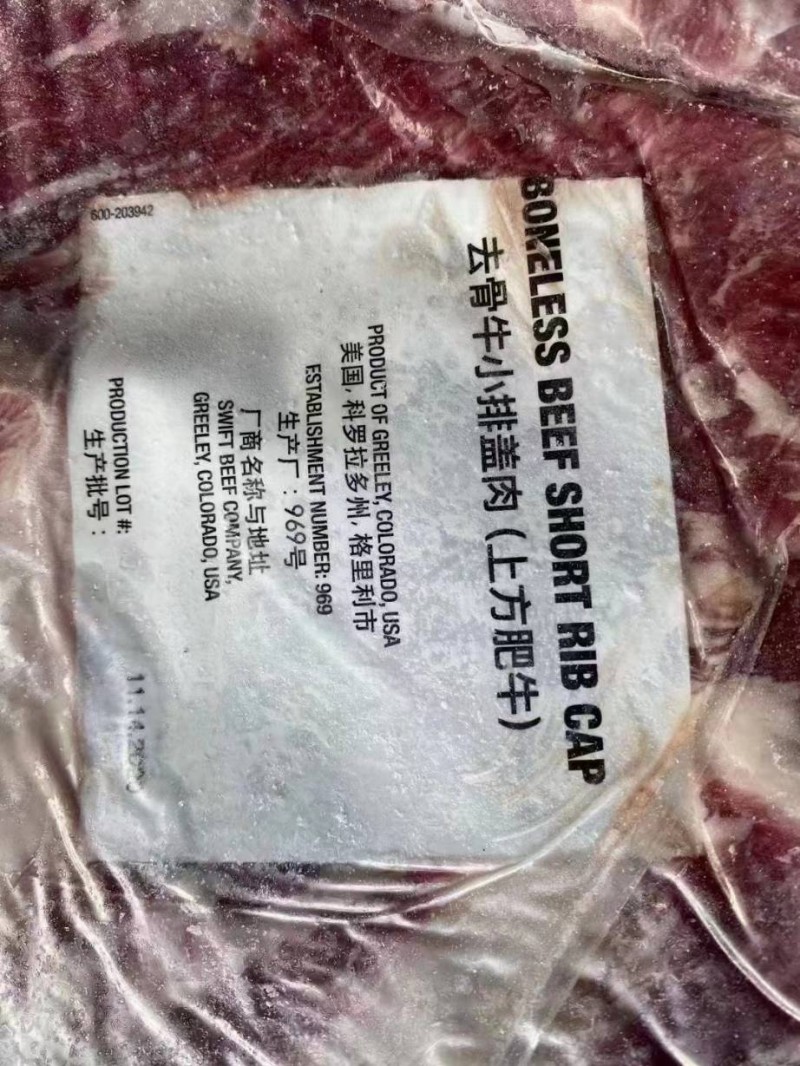 BONELESS BEEF SHORT RIB CAP
去骨牛小排盖肉 (上方肥牛)
PRODUCT OF GREELEY, COLORADO, USA
美国, 科罗拉多州, 格里利市
ESTABLISHMENT NUMBER: 969
生产厂 : 969号
厂商名称与地址
SWIFT BEEF COMPANY,
GREELEY, COLORADO, USA
PRODUCTION LOT #:
生产批号 :
600-203942